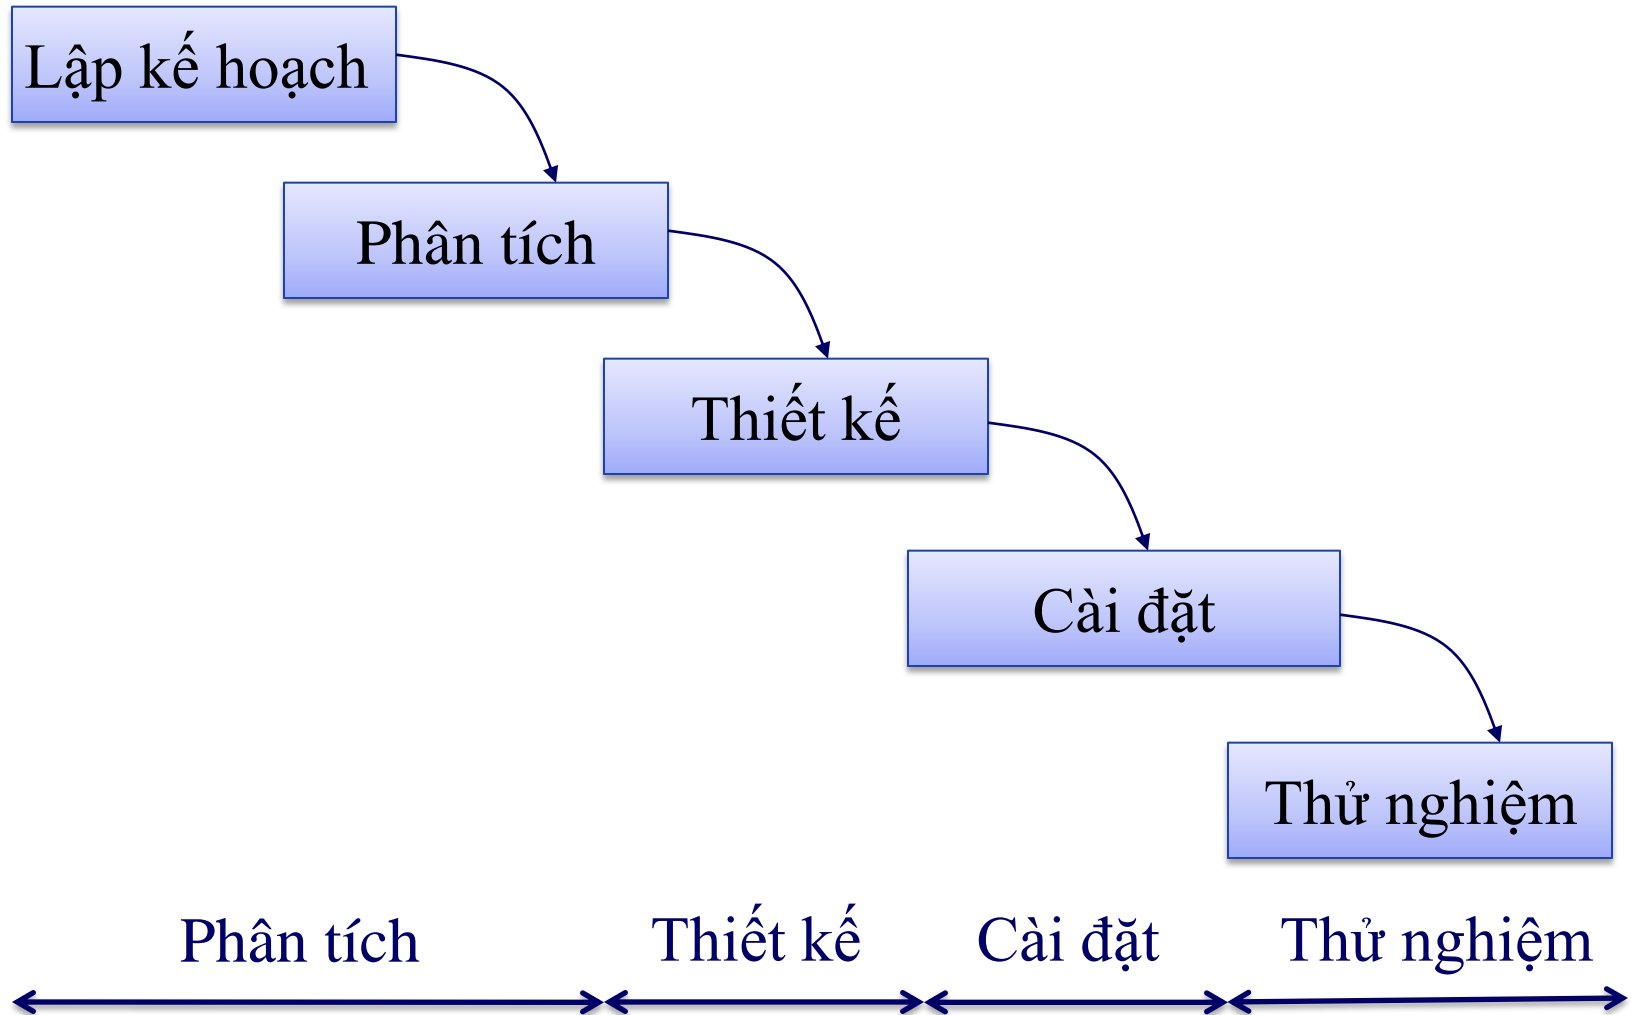 Lập kế hoạch
Phân tích
Thiết kế
Cài đặt
Thử nghiệm
Phân tích
Thiết kế
Cài đặt
Thử nghiệm